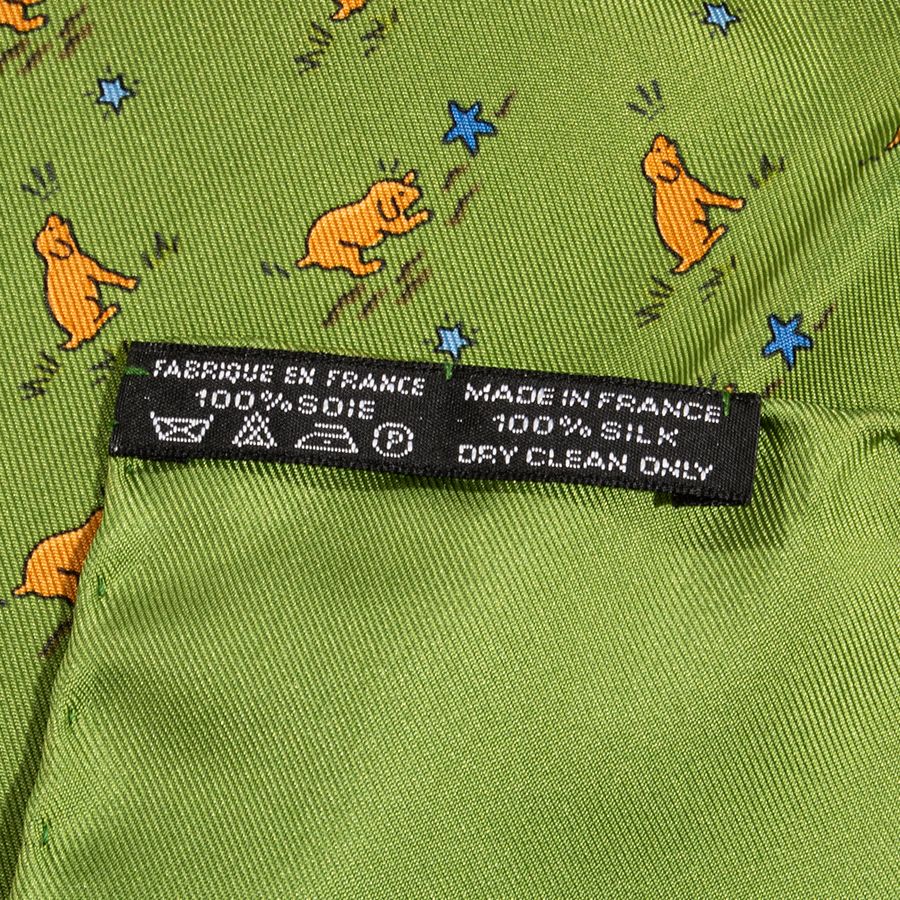 FABRIQUE EN FRANCE
100% SOIE
P
MADE IN FRANCE
100% SILK
DRY CLEAN ONLY